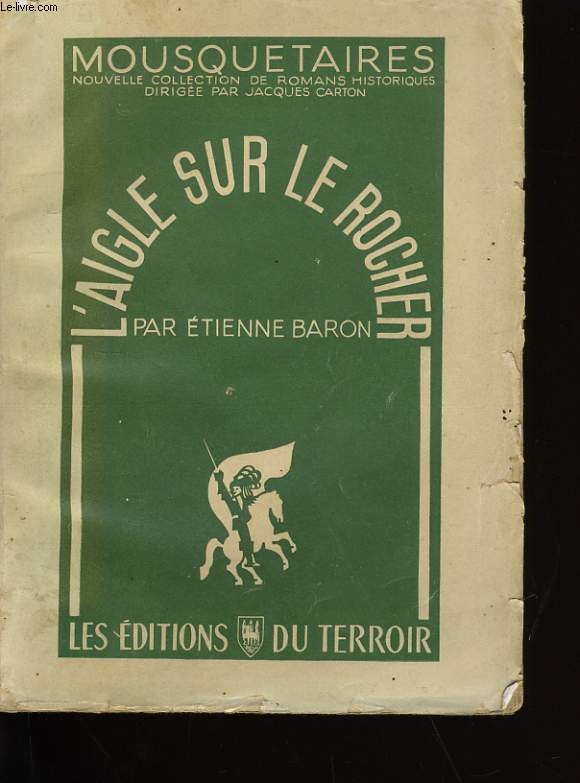 Le-livre.com
MOUSQUETAIRES
NOUVELLE COLLECTION DE ROMANS HISTORIQUES
DIRIGÉE PAR JACQUES CARTON
L'AIGLE SUR LE ROCHER
PAR ÉTIENNE BARON
LES ÉDITIONS DU TERROIR